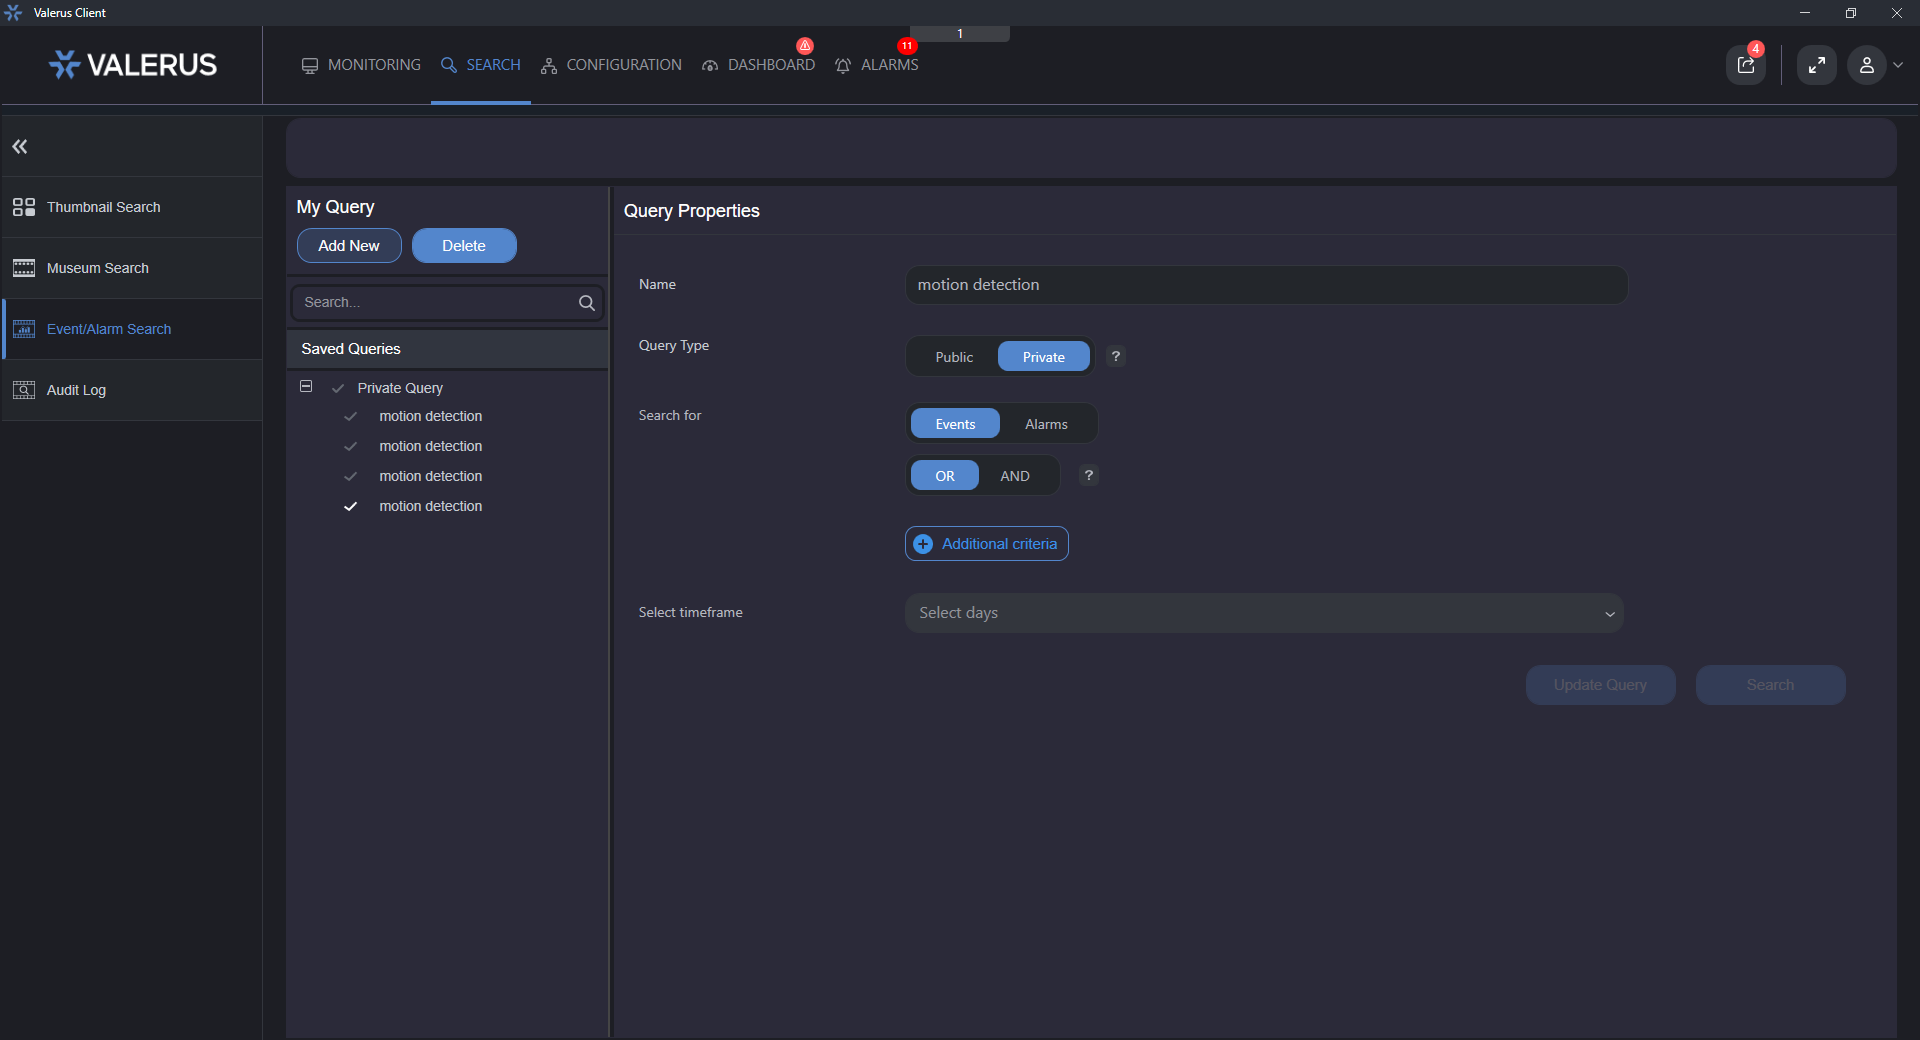 Valerus Client
1
VALERUS
MONITORING
SEARCH
CONFIGURATION
DASHBOARD
11
ALARMS
4
Thumbnail Search
Museum Search
Event/Alarm Search
Audit Log
My Query
Add New
Delete
Search...
Saved Queries
Private Query
motion detection
motion detection
motion detection
motion detection
Query Properties
Name
motion detection
Query Type
Public
Private
?
Search for
Events
Alarms
OR
AND
?
Additional criteria
Select timeframe
Select days
Update Query
Search